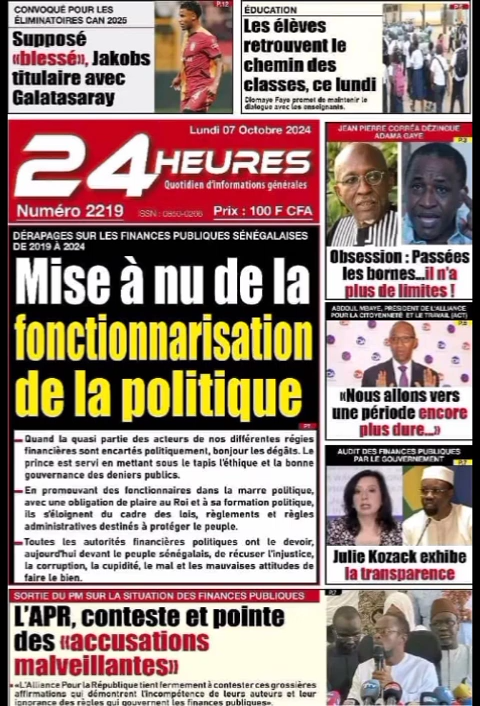 CONVOQUÉ POUR LES
ÉLIMINATOIRES CAN 2025
P.12
Supposé
«blessé», Jakobs
titulaire avec
Galatasaray
ÉDUCATION
Les élèves
retrouvent le
chemin des
classes, ce lundi
Diomaye Faye promet de maintenir le
dialogue avec les enseignants.
Lundi 07 Octobre 2024
24 HEURES
Quotidien d'informations générales
Numéro 2219
ISSN : 0850-0206
Prix : 100 F CFA
DÉRAPAGES SUR LES FINANCES PUBLIQUES SÉNÉGALAISES
DE 2019 À 2024
Mise à nu de la
fonctionnarisation
de la politique
Quand la quasi partie des acteurs de nos différentes régies
financières sont encartés politiquement, bonjour les dégâts. Le
prince est servi en mettant sous le tapis l'éthique et la bonne
gouvernance des deniers publics.
En promouvant des fonctionnaires dans la marre politique,
avec une obligation de plaire au Roi et à sa formation politique,
ils s'éloignent du cadre des lois, règlements et règles
administratives destinés à protéger le peuple.
Toutes les autorités financières politiques ont le devoir,
aujourd'hui devant le peuple sénégalais, de récuser l'injustice,
la corruption, la cupidité, le mal et les mauvaises attitudes de
faire le bien.
JEAN PIERRE CORRÉA DÉZINGUE
ADAMA GAYE
P.3
Obsession : Passées
les bornes...il n'a
plus de limites !
ABDOUL MBAYE, PRÉSIDENT DE L'ALLIANCE
POUR LA CITOYENNETÉ ET LE TRAVAIL (ACT)
«Nous allons vers
une période encore
plus dure...»
AUDIT DES FINANCES PUBLIQUES
PAR LE GOUVERNEMENT
Julie Kozack exhibe
la transparence
SORTIE DU PM SUR LA SITUATION DES FINANCES PUBLIQUES
L'APR, conteste et pointe
des «accusations
malveillantes»
«L'Alliance Pour la République tient fermement à contester ces grossières
affirmations qui démontrent l'incompétence de leurs auteurs et leur
ignorance des règles qui gouvernent les finances publiques».